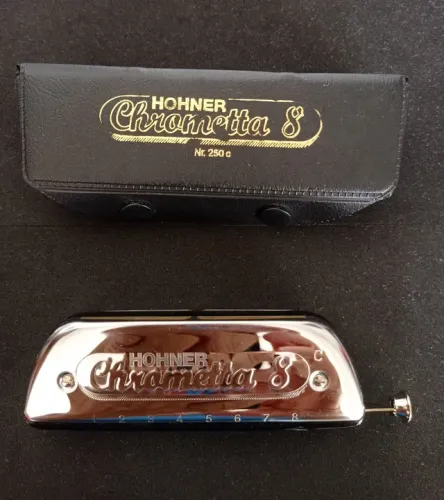 HOHNER
Chrometta 8
Nr. 250 c
C
HOHNER
Chrometta 8
1 2 3 4 5 6 7 8